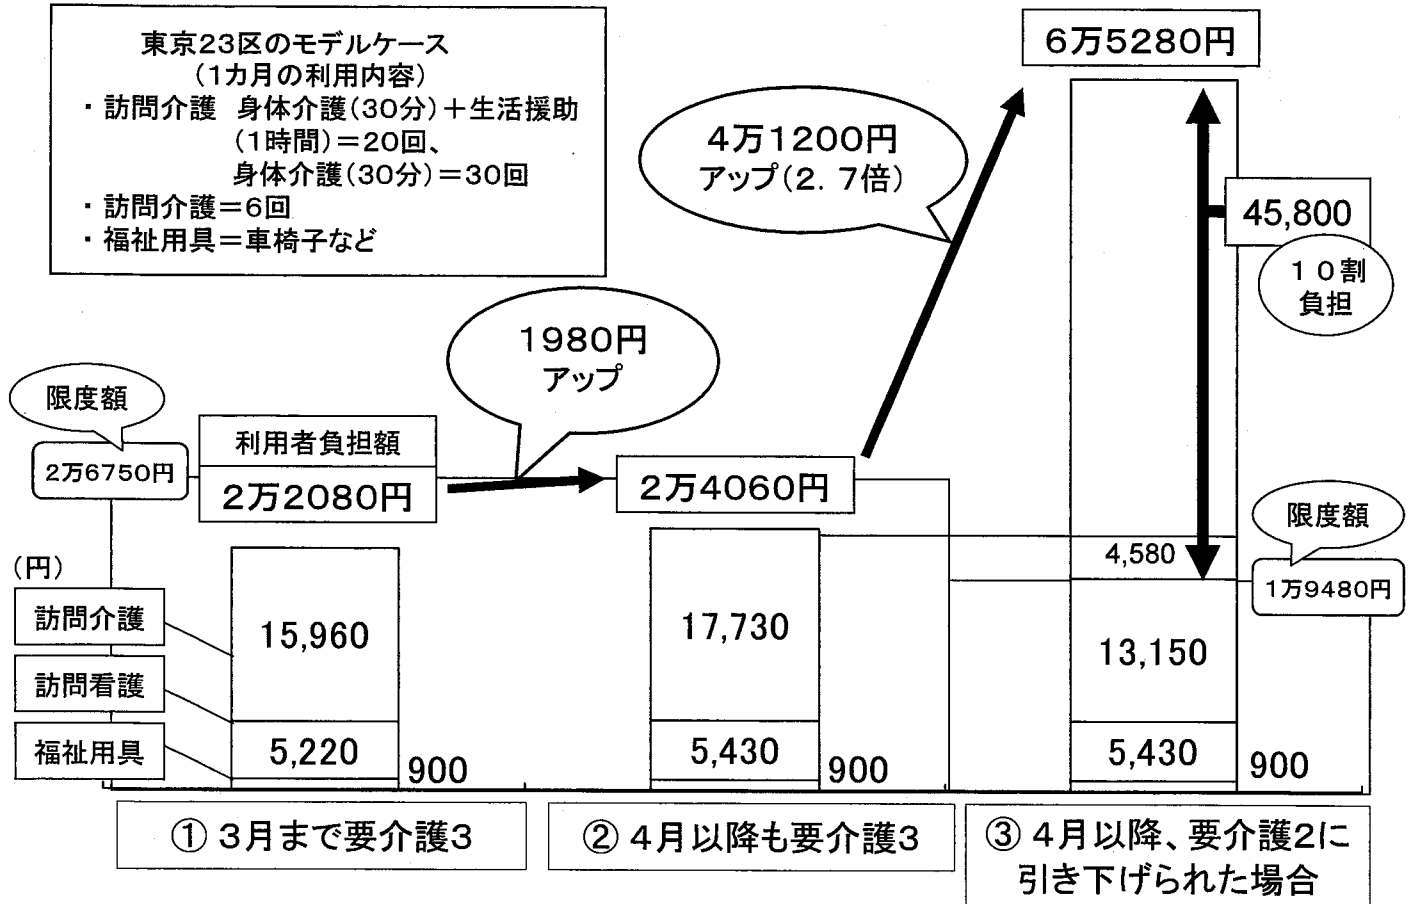 東京23区のモデルケース
(1カ月の利用内容)
・訪問介護 身体介護(30分)+生活援助
(1時間)=20回、
身体介護(30分)=30回
・訪問介護=6回
・福祉用具=車椅子など
6万5280円
4万1200円
アップ(2.7倍)
45,800
10割
負担
1980円
アップ
限度額
2万6750円
利用者負担額
2万2080円
2万4060円
限度額
1万9480円
(円)
訪問介護
訪問看護
福祉用具
15,960
5,220
900
17,730
5,430
900
4,580
13,150
5,430
900
① 3月まで要介護3
② 4月以降も要介護3
③ 4月以降、要介護2に
引き下げられた場合